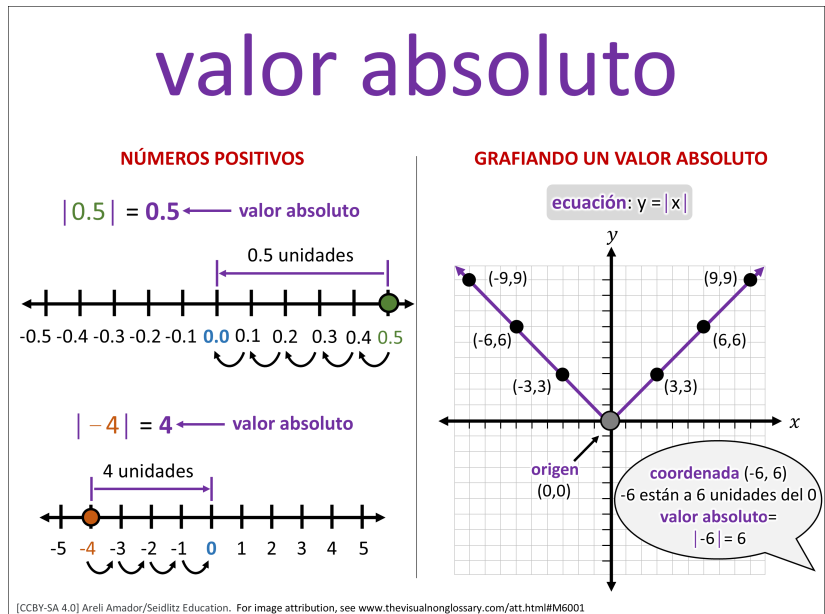 valor absoluto
NÚMEROS POSITIVOS
|0.5| = 0.5 valor absoluto
0.5 unidades
-0.5 -0.4 -0.3 -0.2 -0.1 0.0 0.1 0.2 0.3 0.4 0.5
|−4| = 4 valor absoluto
4 unidades
-5 -4 -3 -2 -1 0 1 2 3 4 5
GRAFIANDO UN VALOR ABSOLUTO
ecuación: y =|x|
y
(-9,9) (9,9)
(-6,6) (6,6)
(-3,3) (3,3)
x
origen
(0,0)
coordenada (-6, 6)
-6 están a 6 unidades del 0
valor absoluto=
|-6|= 6
[CCBY-SA 4.0] Areli Amador/Seidlitz Education. For image attribution, see www.thevisualnonglossary.com/att.html#M6001